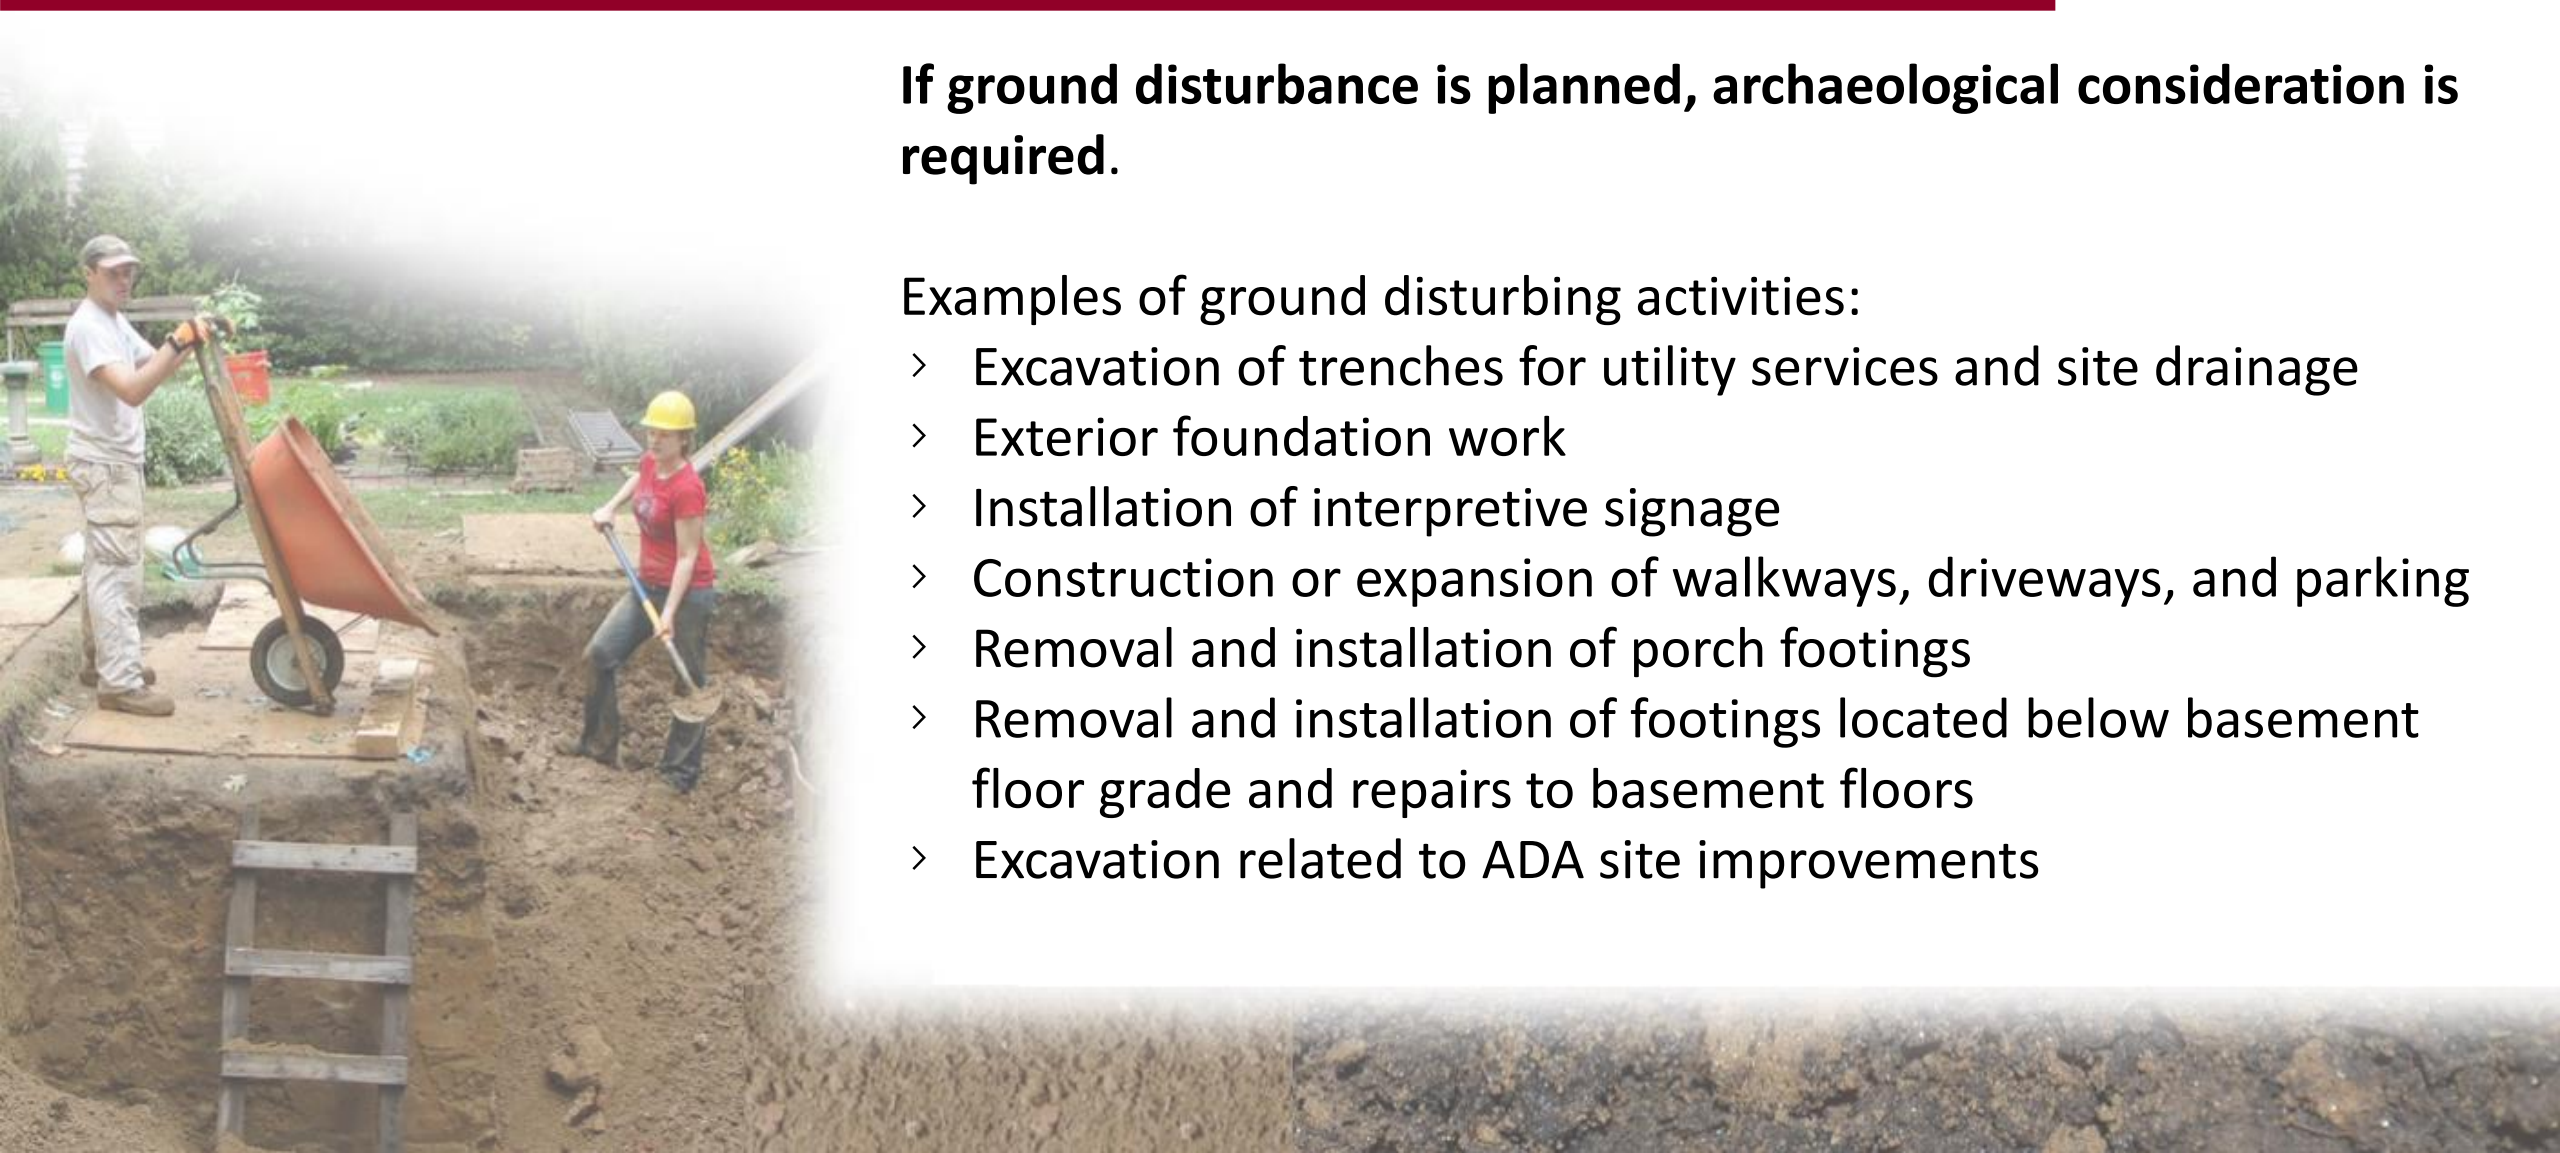 If ground disturbance is planned, archaeological consideration is
required.
Examples of ground disturbing activities:
› Excavation of trenches for utility services and site drainage
› Exterior foundation work
› Installation of interpretive signage
› Construction or expansion of walkways, driveways, and parking
› Removal and installation of porch footings
› Removal and installation of footings located below basement
floor grade and repairs to basement floors
› Excavation related to ADA site improvements